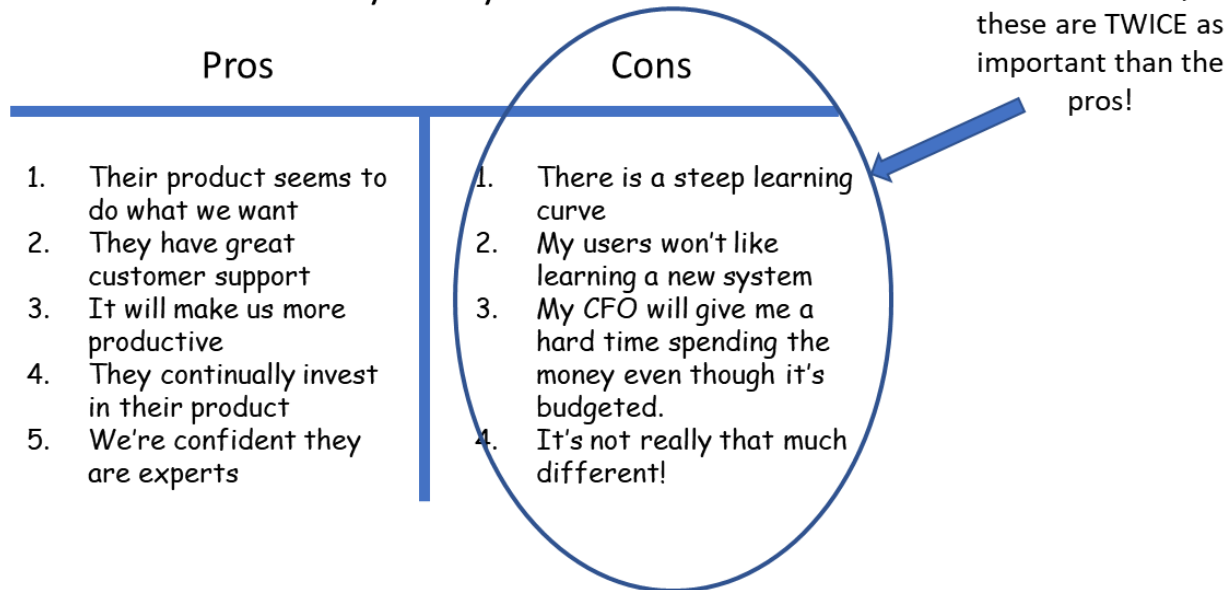 these are TWICE as
important than the
pros!
Pros
Cons
1. Their product seems to
do what we want
2. They have great
customer support
3. It will make us more
productive
4. They continually invest
in their product
5. We're confident they
are experts
1. There is a steep learning
curve
2. My users won't like
learning a new system
3. My CFO will give me a
hard time spending the
money even though it's
budgeted.
4. It's not really that much
different!